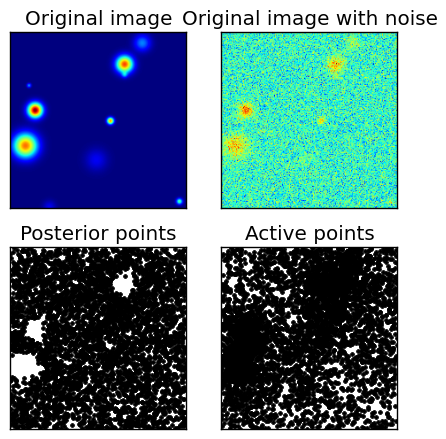 Original image
Original image with noise
Posterior points
Active points